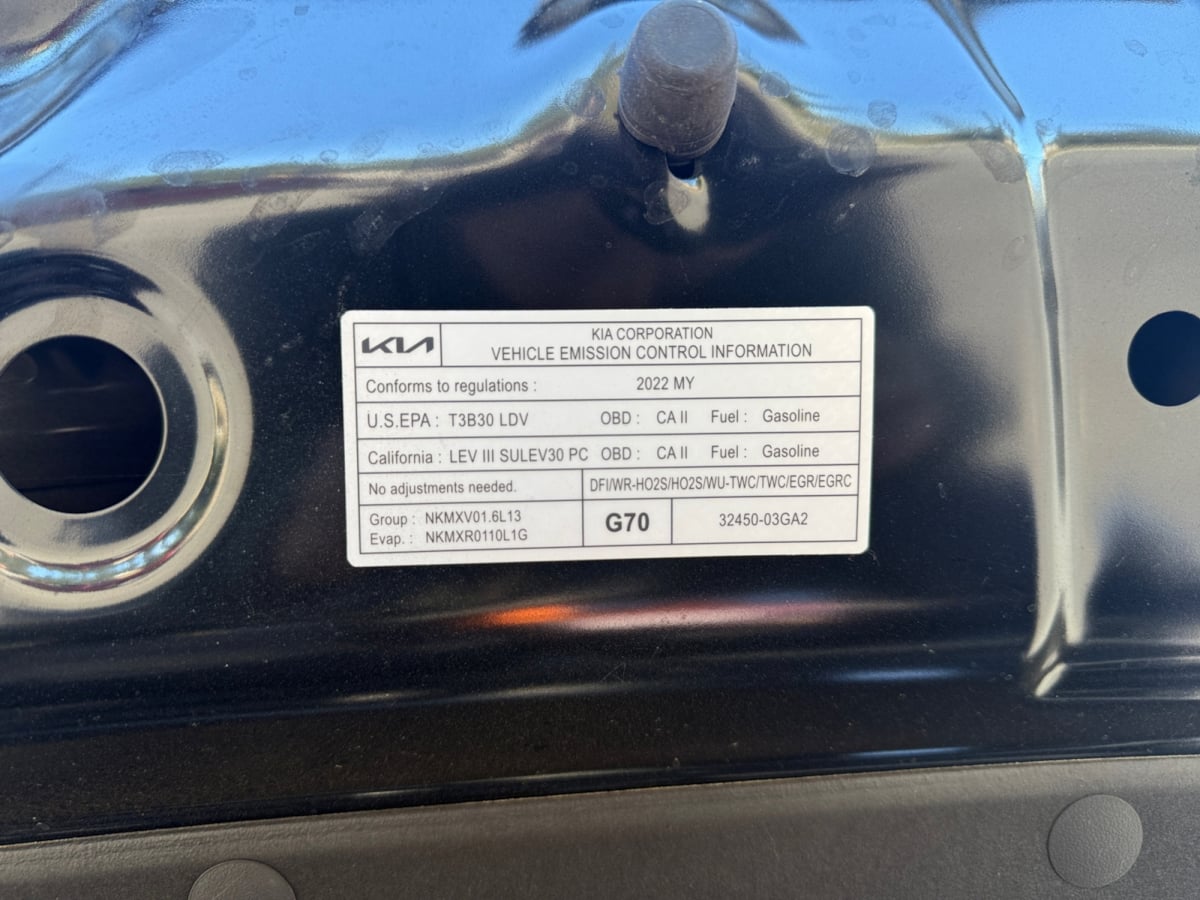 KIA
KIA CORPORATION
VEHICLE EMISSION CONTROL INFORMATION
Conforms to regulations : 2022 MY
U.S.EPA : T3B30 LDV OBD : CA II Fuel : Gasoline
California : LEV III SULEV30 PC OBD : CA II Fuel : Gasoline
No adjustments needed. DFI/WR-HO2S/HO2S/WU-TWC/TWC/EGR/EGRC
Group : NKMXV01.6L13
Evap. : NKMXR0110L1G
G70
32450-03GA2